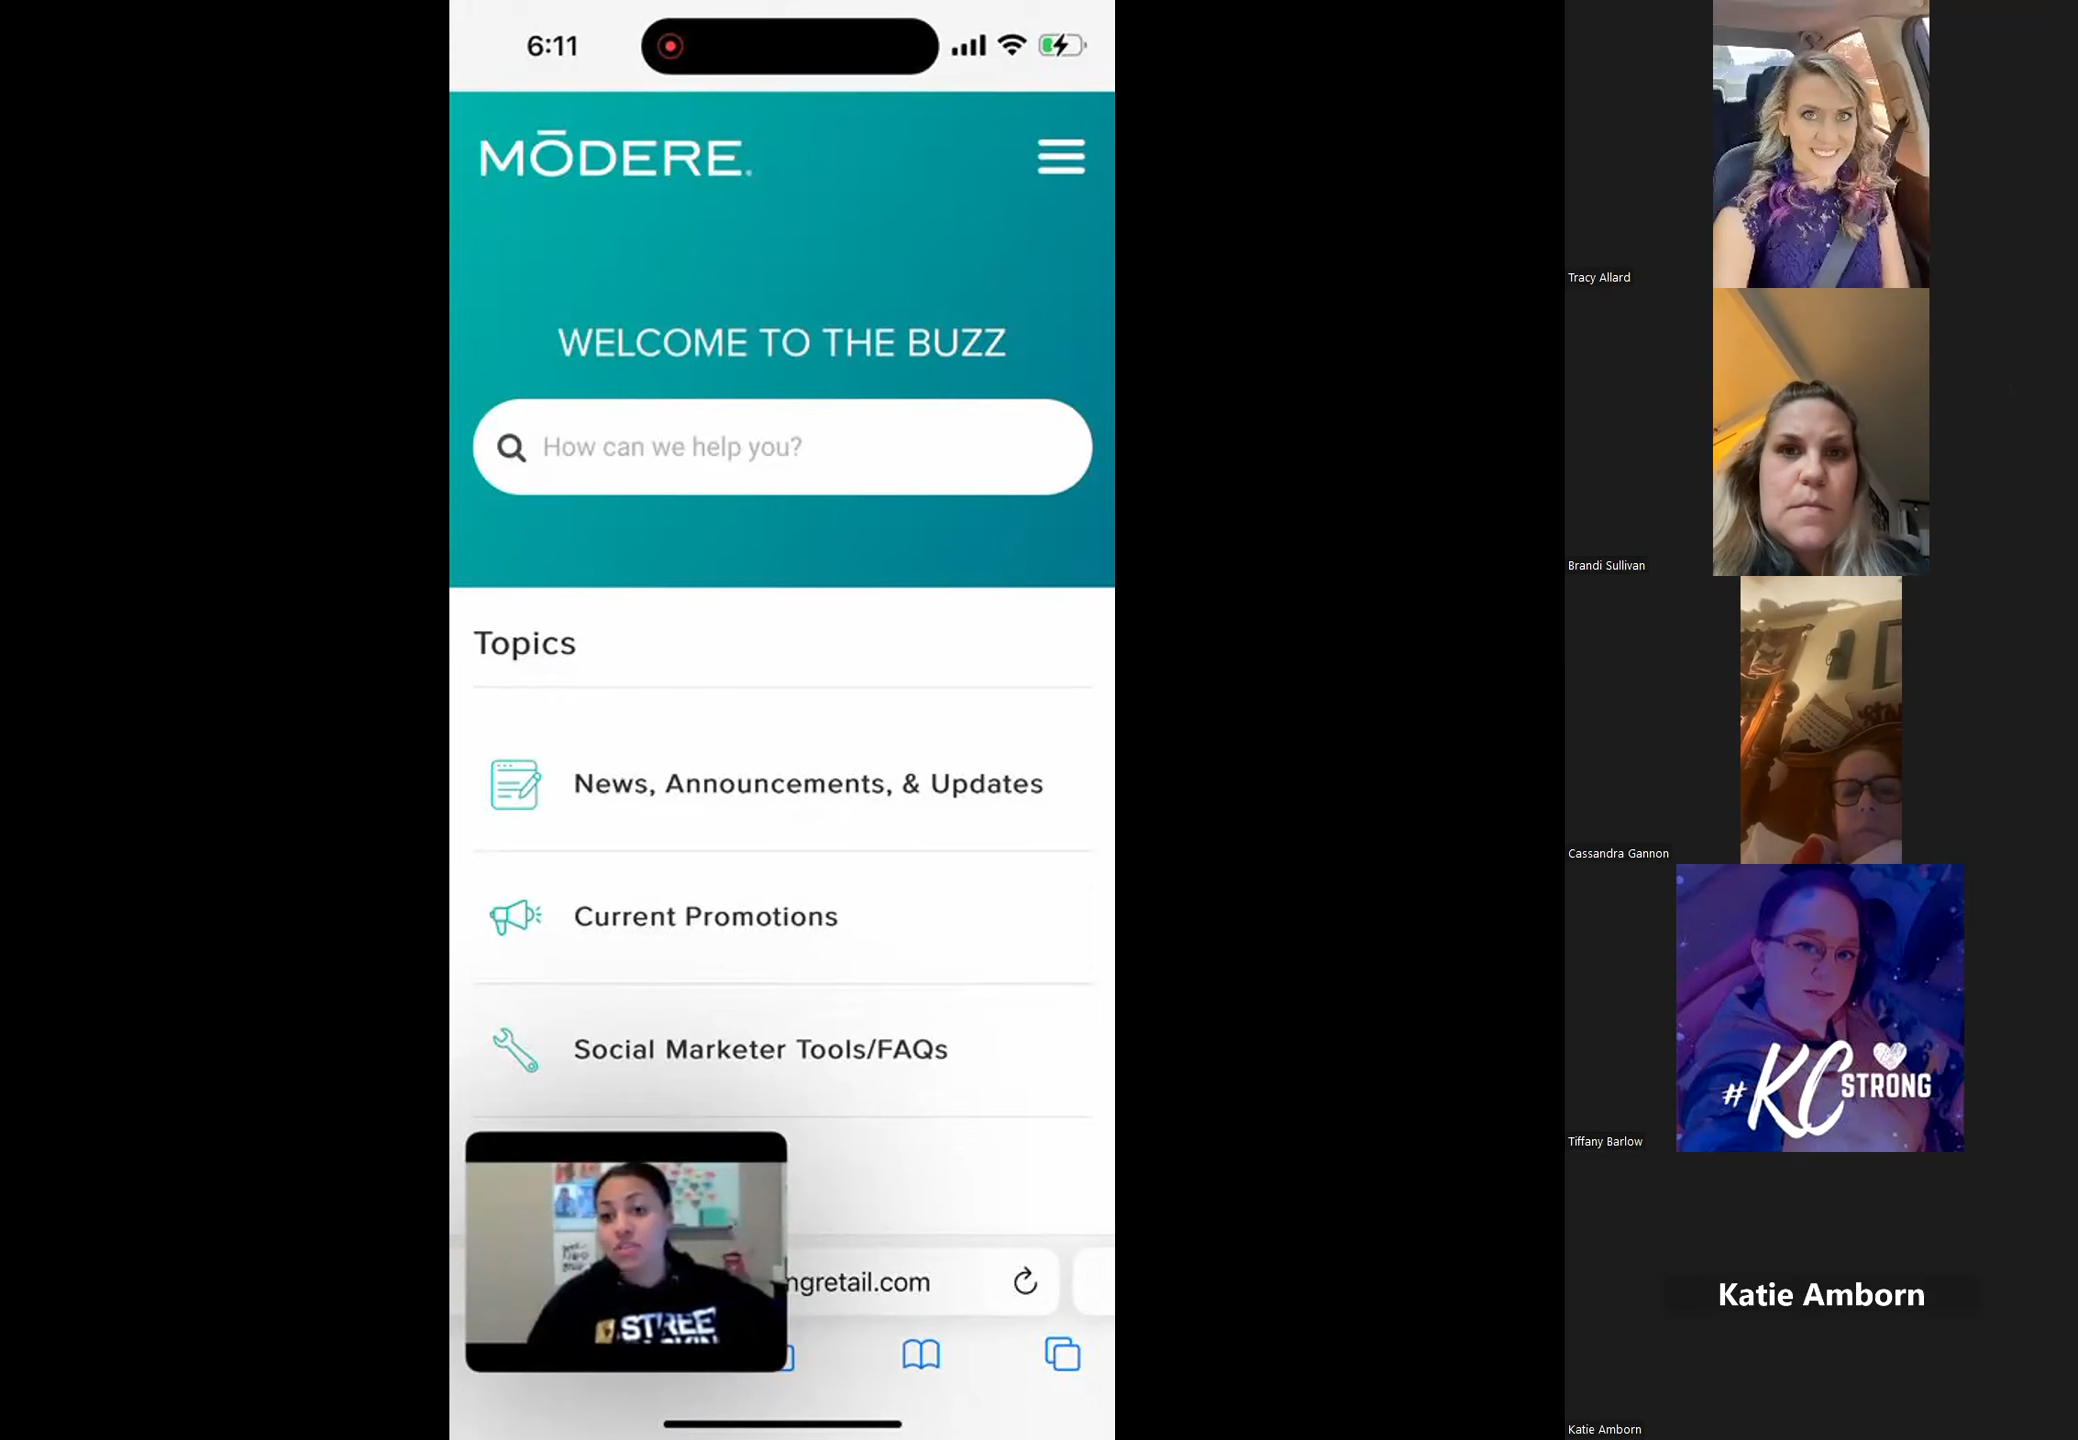 6:11
MŌDERE.
WELCOME TO THE BUZZ
How can we help you?
Topics
News, Announcements, & Updates
Current Promotions
Social Marketer Tools/FAQs
ngretail.com
Tracy Allard
Brandi Sullivan
Cassandra Gannon
#KC STRONG
Tiffany Barlow
Katie Amborn
Katie Amborn